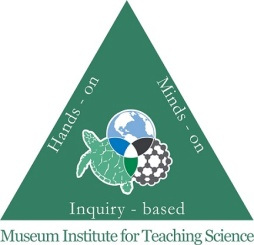 Hands - on
Minds - on
Inquiry - based
Museum Institute for Teaching Science